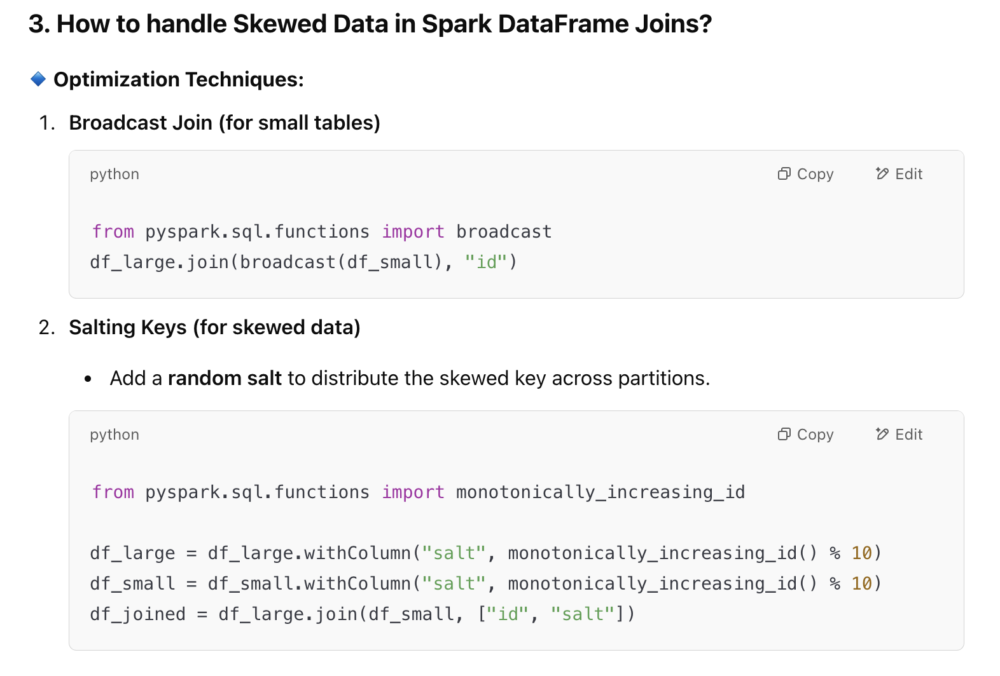 3. How to handle Skewed Data in Spark DataFrame Joins?
Optimization Techniques:
1. Broadcast Join (for small tables)
python
Copy
Edit
from pyspark.sql.functions import broadcast
df_large.join(broadcast(df_small), "id")
2. Salting Keys (for skewed data)
• Add a random salt to distribute the skewed key across partitions.
python
Copy
Edit
from pyspark.sql.functions import monotonically_increasing_id
df_large = df_large.withColumn("salt", monotonically_increasing_id() % 10)
df_small = df_small.withColumn("salt", monotonically_increasing_id() % 10)
df_joined = df_large.join(df_small, ["id", "salt"])